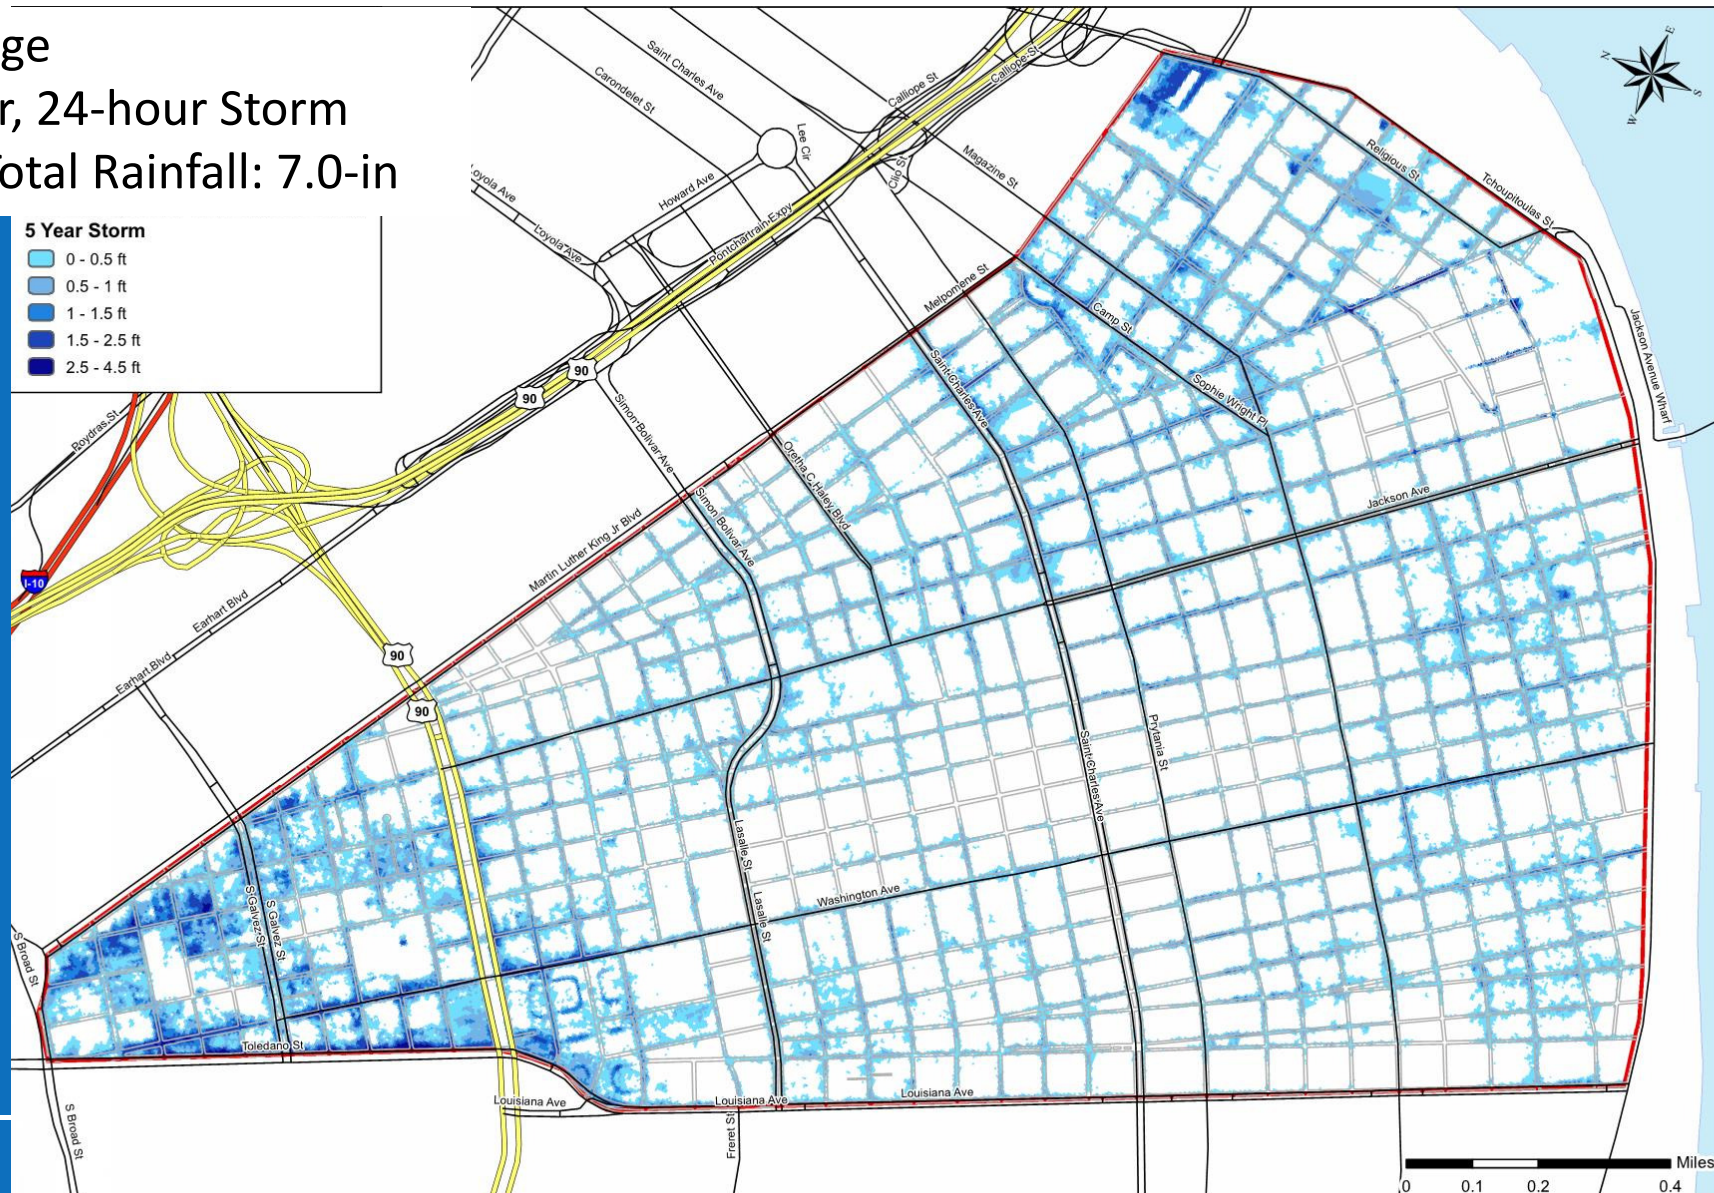 ge
r, 24-hour Storm
otal Rainfall: 7.0-in
5 Year Storm
0 - 0.5 ft
0.5 - 1 ft
1 - 1.5 ft
1.5 - 2.5 ft
2.5 - 4.5 ft
N
E
W
S
Saint Charles Ave
Carondelet St
Calliope St
Calliope St
Lee Cir
Clio St
Magazine St
Howard Ave
oyola Ave
Loyola Ave
Pontchartrain Expy
Religious St
Tchoupitoulas St
Melpomene St
Camp St
Sophie Wright Pl
Jackson Avenue Wharf
Saint Charles Ave
90
90
Poydras St
Simon Bolivar Ave
Simon Bolivar Ave
Oretha C Haley Blvd
Jackson Ave
Martin Luther King Jr Blvd
I-10
Earhart Blvd
Earhart Blvd
90
90
Prytania St
Saint Charles Ave
Lasalle St
Lasalle St
Washington Ave
S Galvez St
S Galvez St
S Broad St
Toledano St
Louisiana Ave
Louisiana Ave
Louisiana Ave
Freret St
S Broad St
Miles
0
0.1
0.2
0.4